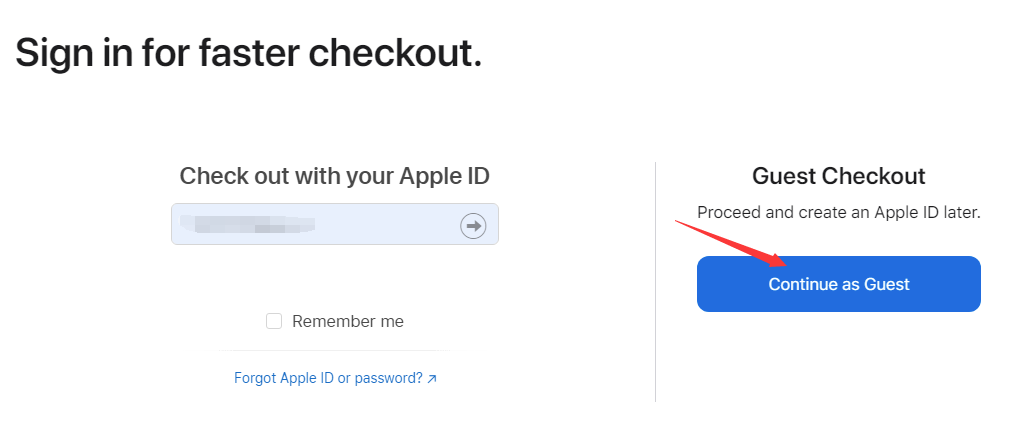 Sign in for faster checkout.
Check out with your Apple ID
Remember me
Forgot Apple ID or password? ↗
Guest Checkout
Proceed and create an Apple ID later.
Continue as Guest